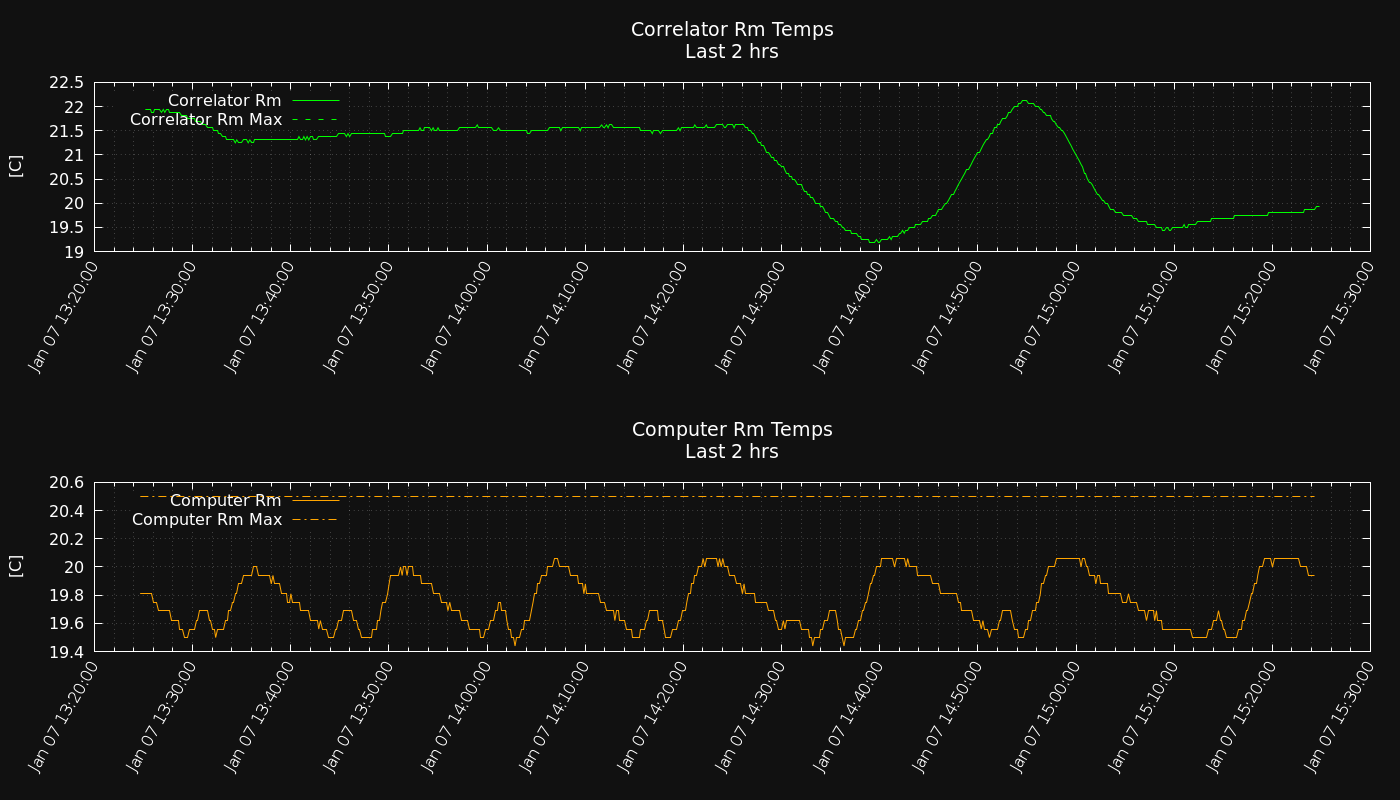 Correlator Rm Temps
Last 2 hrs
22.5
22
21.5
21
20.5
20
19.5
19
[C]
Correlator Rm
Correlator Rm Max
Jan 07 13:20:00
Jan 07 13:30:00
Jan 07 13:40:00
Jan 07 13:50:00
Jan 07 14:00:00
Jan 07 14:10:00
Jan 07 14:20:00
Jan 07 14:30:00
Jan 07 14:40:00
Jan 07 14:50:00
Jan 07 15:00:00
Jan 07 15:10:00
Jan 07 15:20:00
Jan 07 15:30:00
Computer Rm Temps
Last 2 hrs
20.6
20.4
20.2
20
19.8
19.6
19.4
[C]
Computer Rm
Computer Rm Max
Jan 07 13:20:00
Jan 07 13:30:00
Jan 07 13:40:00
Jan 07 13:50:00
Jan 07 14:00:00
Jan 07 14:10:00
Jan 07 14:20:00
Jan 07 14:30:00
Jan 07 14:40:00
Jan 07 14:50:00
Jan 07 15:00:00
Jan 07 15:10:00
Jan 07 15:20:00
Jan 07 15:30:00